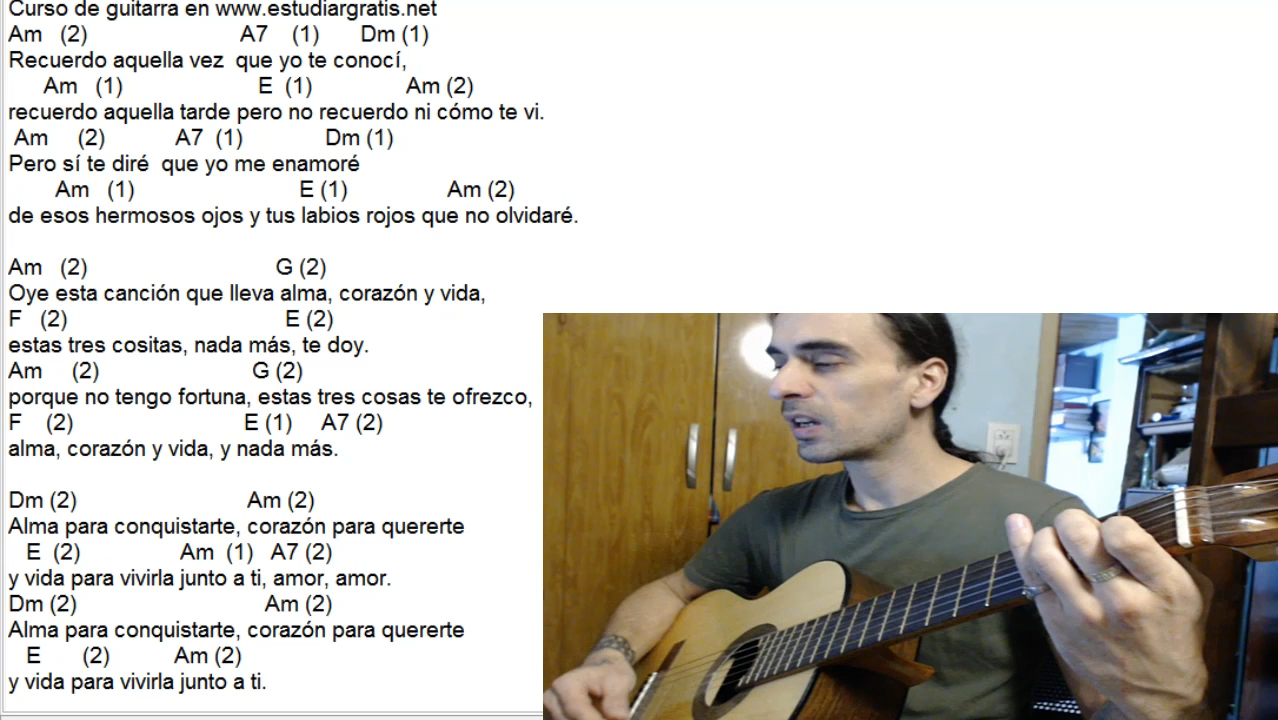 Curso de guitarra en www.estudiargratis.net
Am (2) A7 (1) Dm (1)
Recuerdo aquella vez que yo te conocí,
Am (1) E (1) Am (2)
recuerdo aquella tarde pero no recuerdo ni cómo te vi.
Am (2) A7 (1) Dm (1)
Pero sí te diré que yo me enamoré
Am (1) E (1) Am (2)
de esos hermosos ojos y tus labios rojos que no olvidaré.
Am (2) G (2)
Oye esta canción que lleva alma, corazón y vida,
F (2) E (2)
estas tres cositas, nada más, te doy.
Am (2) G (2)
porque no tengo fortuna, estas tres cosas te ofrezco,
F (2) E (1) A7 (2)
alma, corazón y vida, y nada más.
Dm (2) Am (2)
Alma para conquistarte, corazón para quererte
E (2) Am (1) A7 (2)
y vida para vivirla junto a ti, amor, amor.
Dm (2) Am (2)
Alma para conquistarte, corazón para quererte
E (2) Am (2)
y vida para vivirla junto a ti.